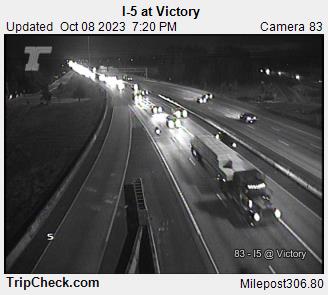 I-5 at Victory
Updated Oct 08 2023 7:20 PM Camera 83
T
S
83 - I5 @ Victory
TripCheck.com Milepost306.80